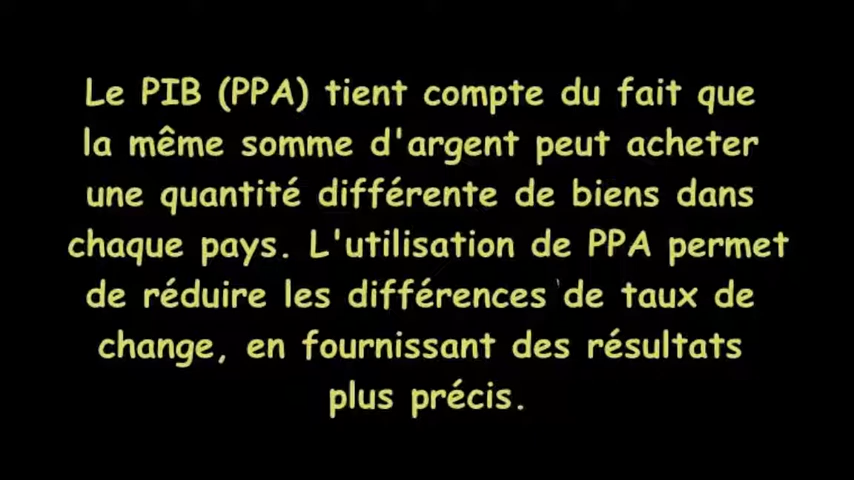 Le PIB (PPA) tient compte du fait que
la même somme d'argent peut acheter
une quantité différente de biens dans
chaque pays. L'utilisation de PPA permet
de réduire les différences de taux de
change, en fournissant des résultats
plus précis.